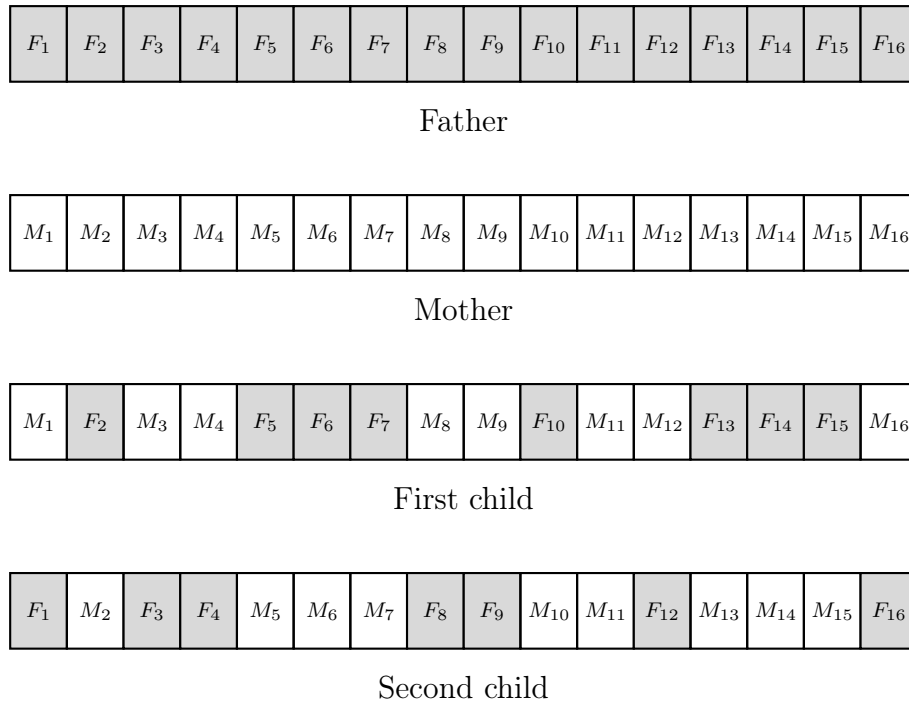 F₁ F₂ F₃ F₄ F₅ F₆ F₇ F₈ F₉ F₁₀ F₁₁ F₁₂ F₁₃ F₁₄ F₁₅ F₁₆
Father
M₁ M₂ M₃ M₄ M₅ M₆ M₇ M₈ M₉ M₁₀ M₁₁ M₁₂ M₁₃ M₁₄ M₁₅ M₁₆
Mother
M₁ F₂ M₃ M₄ F₅ F₆ F₇ M₈ M₉ F₁₀ M₁₁ M₁₂ F₁₃ F₁₄ F₁₅ M₁₆
First child
F₁ M₂ F₃ F₄ M₅ M₆ M₇ F₈ F₉ M₁₀ M₁₁ F₁₂ M₁₃ M₁₄ M₁₅ F₁₆
Second child